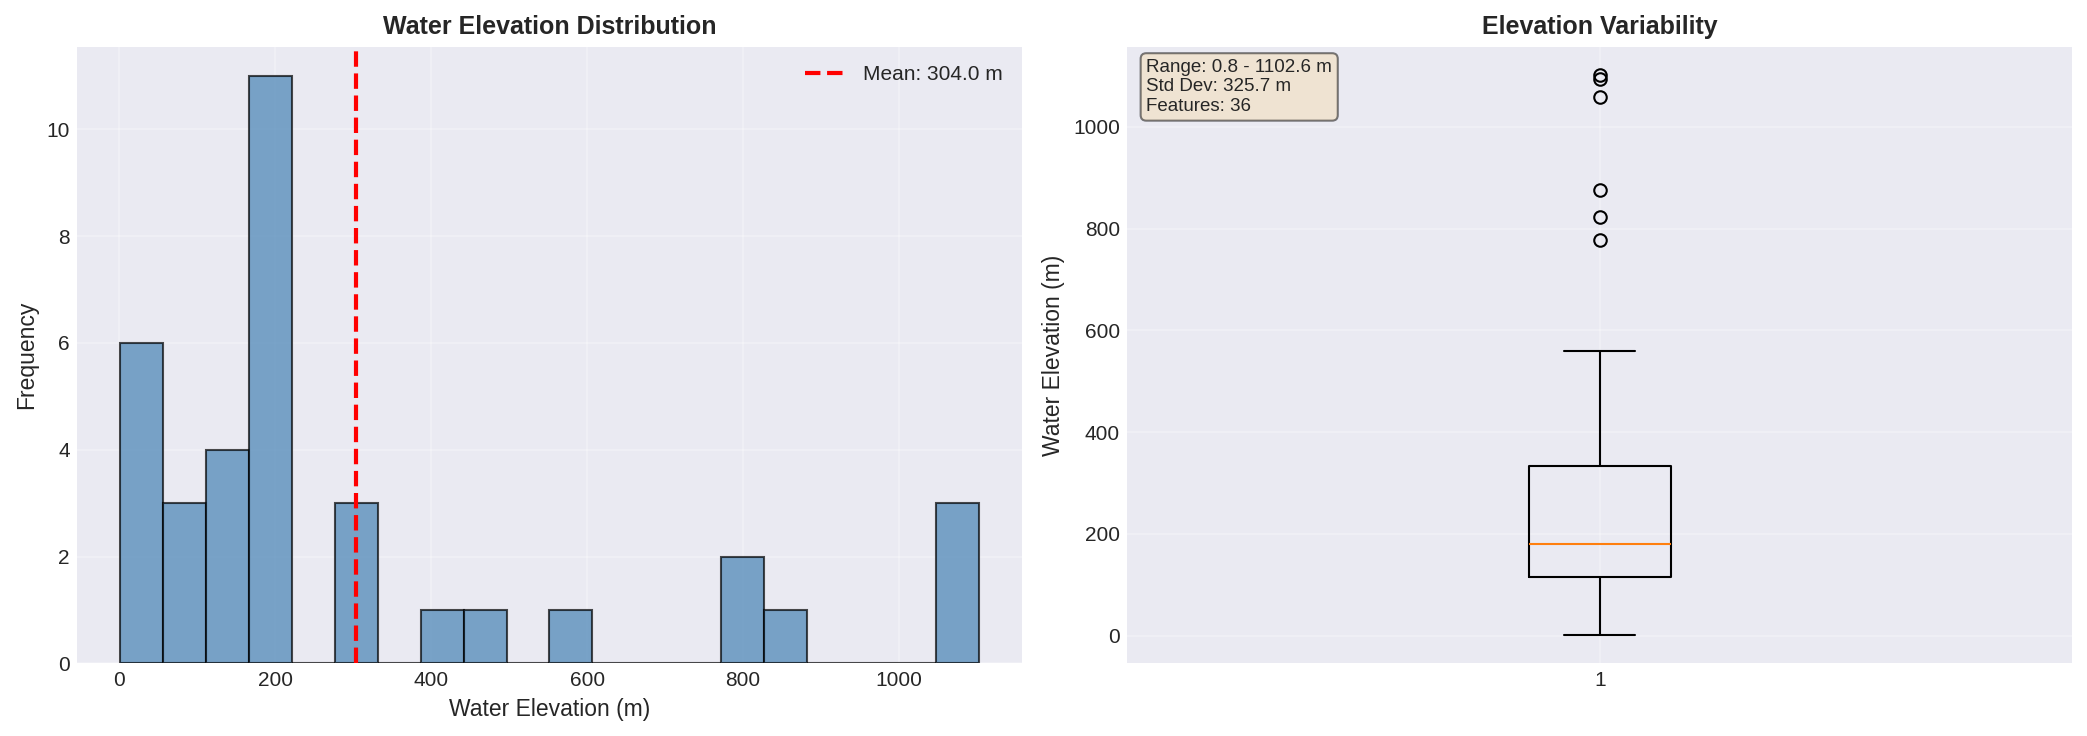 Water Elevation Distribution
Mean: 304.0 m
Frequency
10
8
6
4
2
0
0 200 400 600 800 1000
Water Elevation (m)
Elevation Variability
Range: 0.8 - 1102.6 m
Std Dev: 325.7 m
Features: 36
Water Elevation (m)
1000
800
600
400
200
0
1